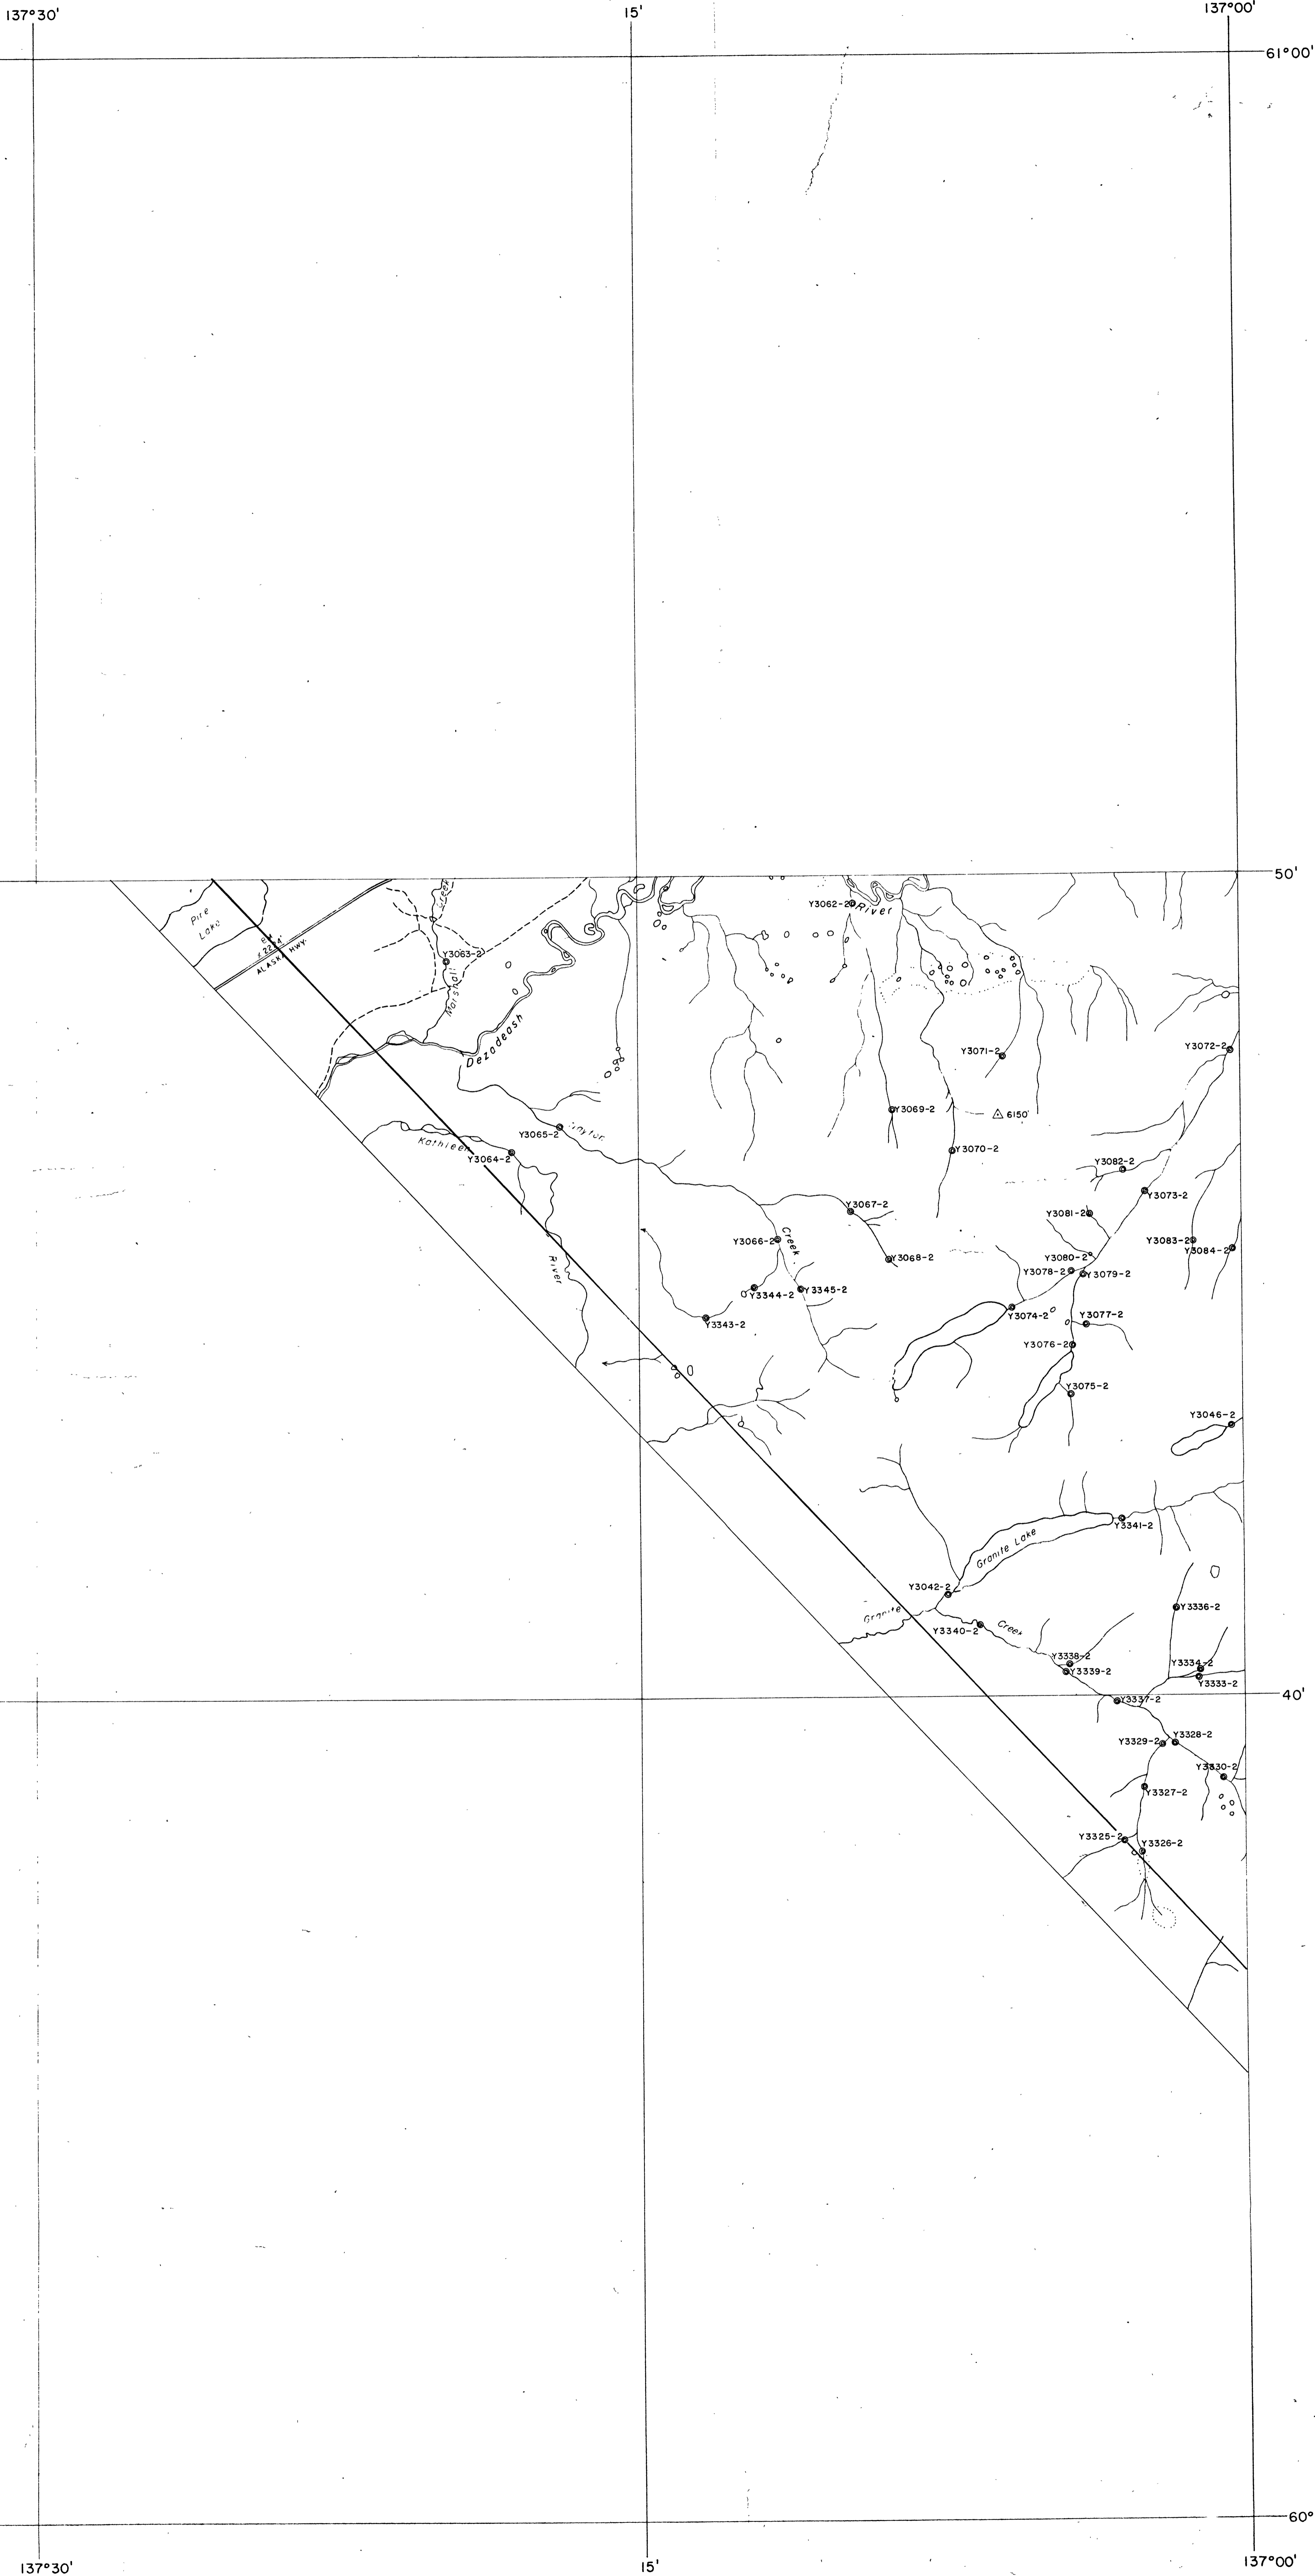 137°30'
15'
137°00'
61°00'
50'
Pine
Lake
B.M.
ALASKA HWY.
Creek
Y3063-2
Marshall
Dezadeash
Y3062-2
River
Y3071-2
Y3072-2
Y3069-2
6150'
Y3070-2
Y3065-2
Kathleen
Y3064-2
Y3082-2
Y3073-2
Y3067-2
Y3081-2
Y3066-2
Creek
Y3083-2
Y3084-2
Y3068-2
Y3080-2
River
Y3078-2
Y3079-2
Y3344-2
Y3345-2
Y3343-2
Y3074-2
Y3077-2
Y3076-2
Y3075-2
Y3046-2
Y3341-2
Granite Lake
Y3042-2
Granite
Y3336-2
Y3340-2
Creek
Y3338-2
Y3339-2
Y3334-2
Y3333-2
40'
Y3337-2
Y3329-2
Y3328-2
Y3330-2
Y3327-2
Y3325-2
Y3326-2
60°
137°30'
15'
137°00'